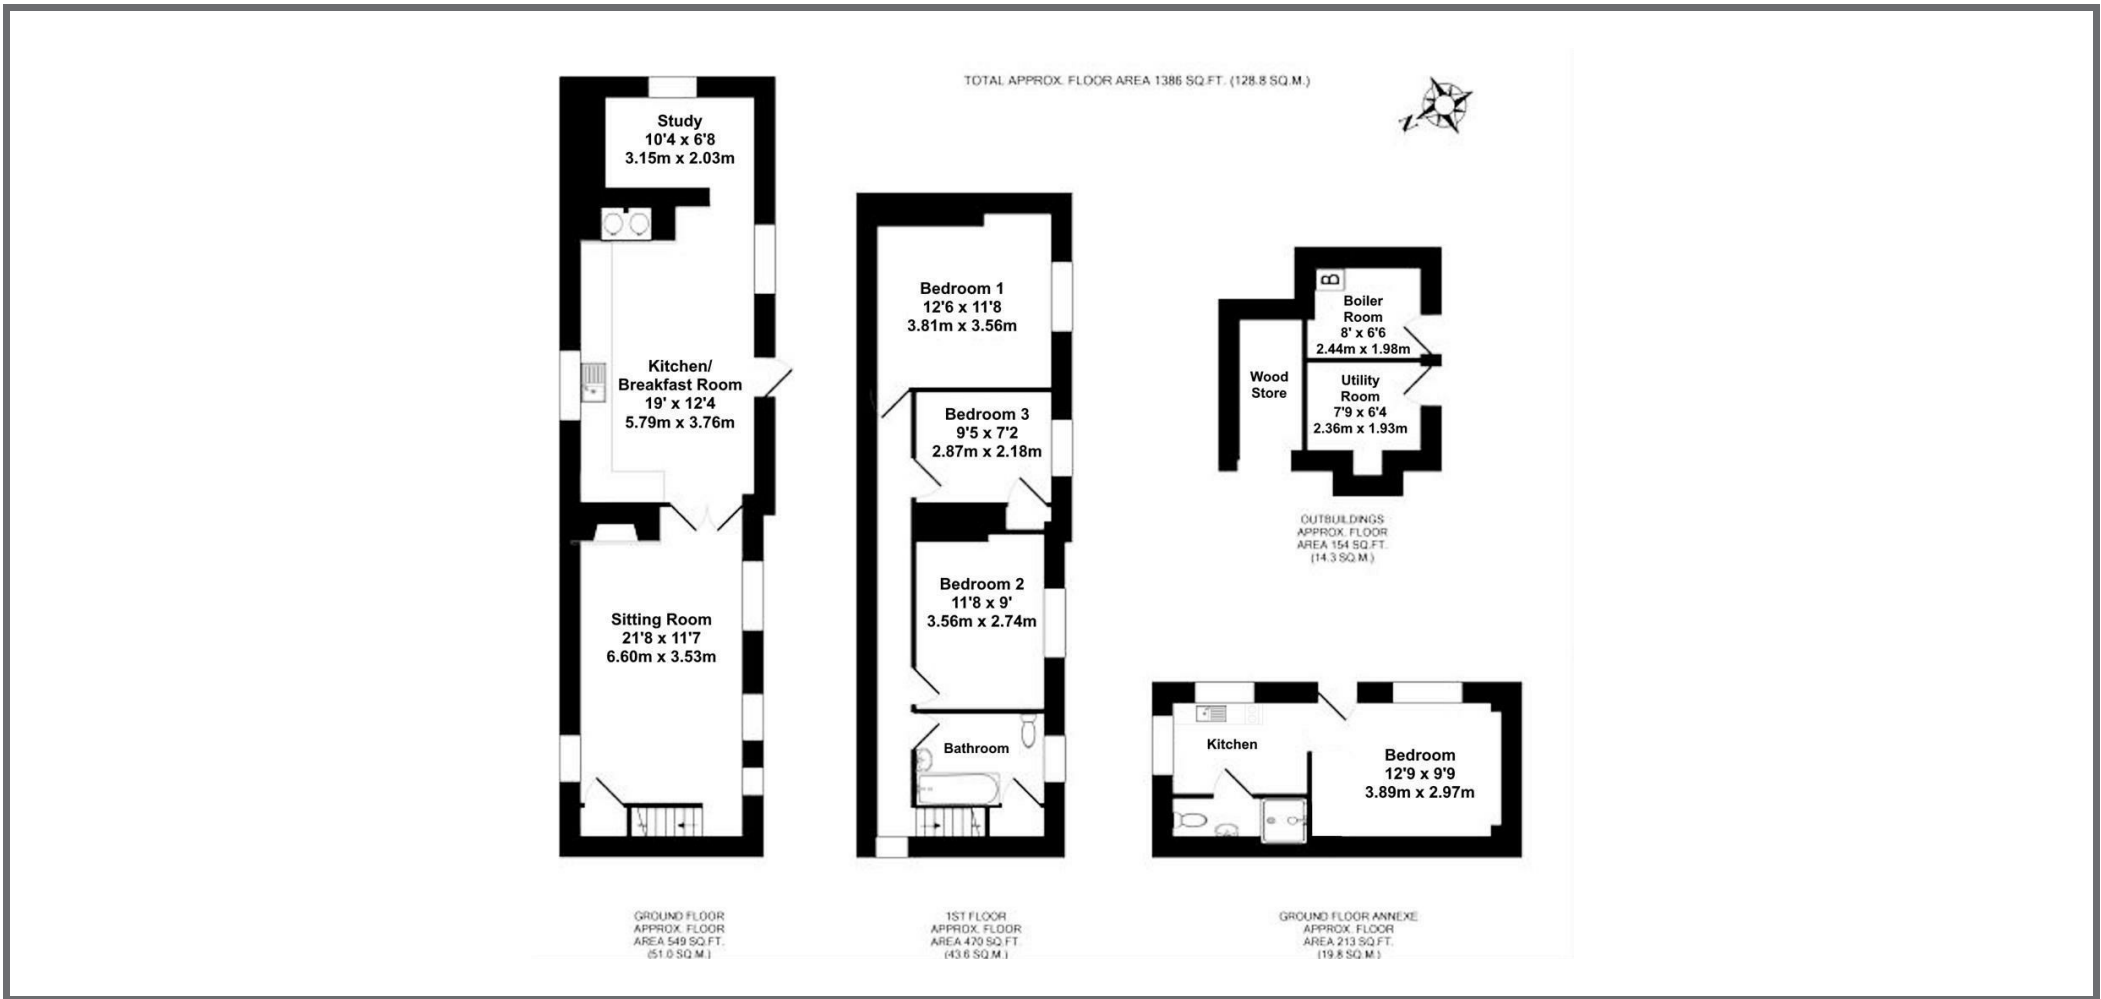 TOTAL APPROX. FLOOR AREA 1386 SQ.FT. (128.8 SQ.M.)
N
Study
10'4 x 6'8
3.15m x 2.03m
Kitchen/
Breakfast Room
19' x 12'4
5.79m x 3.76m
Sitting Room
21'8 x 11'7
6.60m x 3.53m
GROUND FLOOR
APPROX. FLOOR
AREA 549 SQ.FT.
(51.0 SQ.M.)
Bedroom 1
12'6 x 11'8
3.81m x 3.56m
Bedroom 3
9'5 x 7'2
2.87m x 2.18m
Bedroom 2
11'8 x 9'
3.56m x 2.74m
Bathroom
1ST FLOOR
APPROX. FLOOR
AREA 470 SQ.FT.
(43.6 SQ.M.)
B
Boiler
Room
8' x 6'6
2.44m x 1.98m
Wood
Store
Utility
Room
7'9 x 6'4
2.36m x 1.93m
OUTBUILDINGS
APPROX. FLOOR
AREA 154 SQ.FT.
(14.3 SQ.M.)
Kitchen
Bedroom
12'9 x 9'9
3.89m x 2.97m
GROUND FLOOR ANNEXE
APPROX. FLOOR
AREA 213 SQ.FT.
(19.8 SQ.M.)